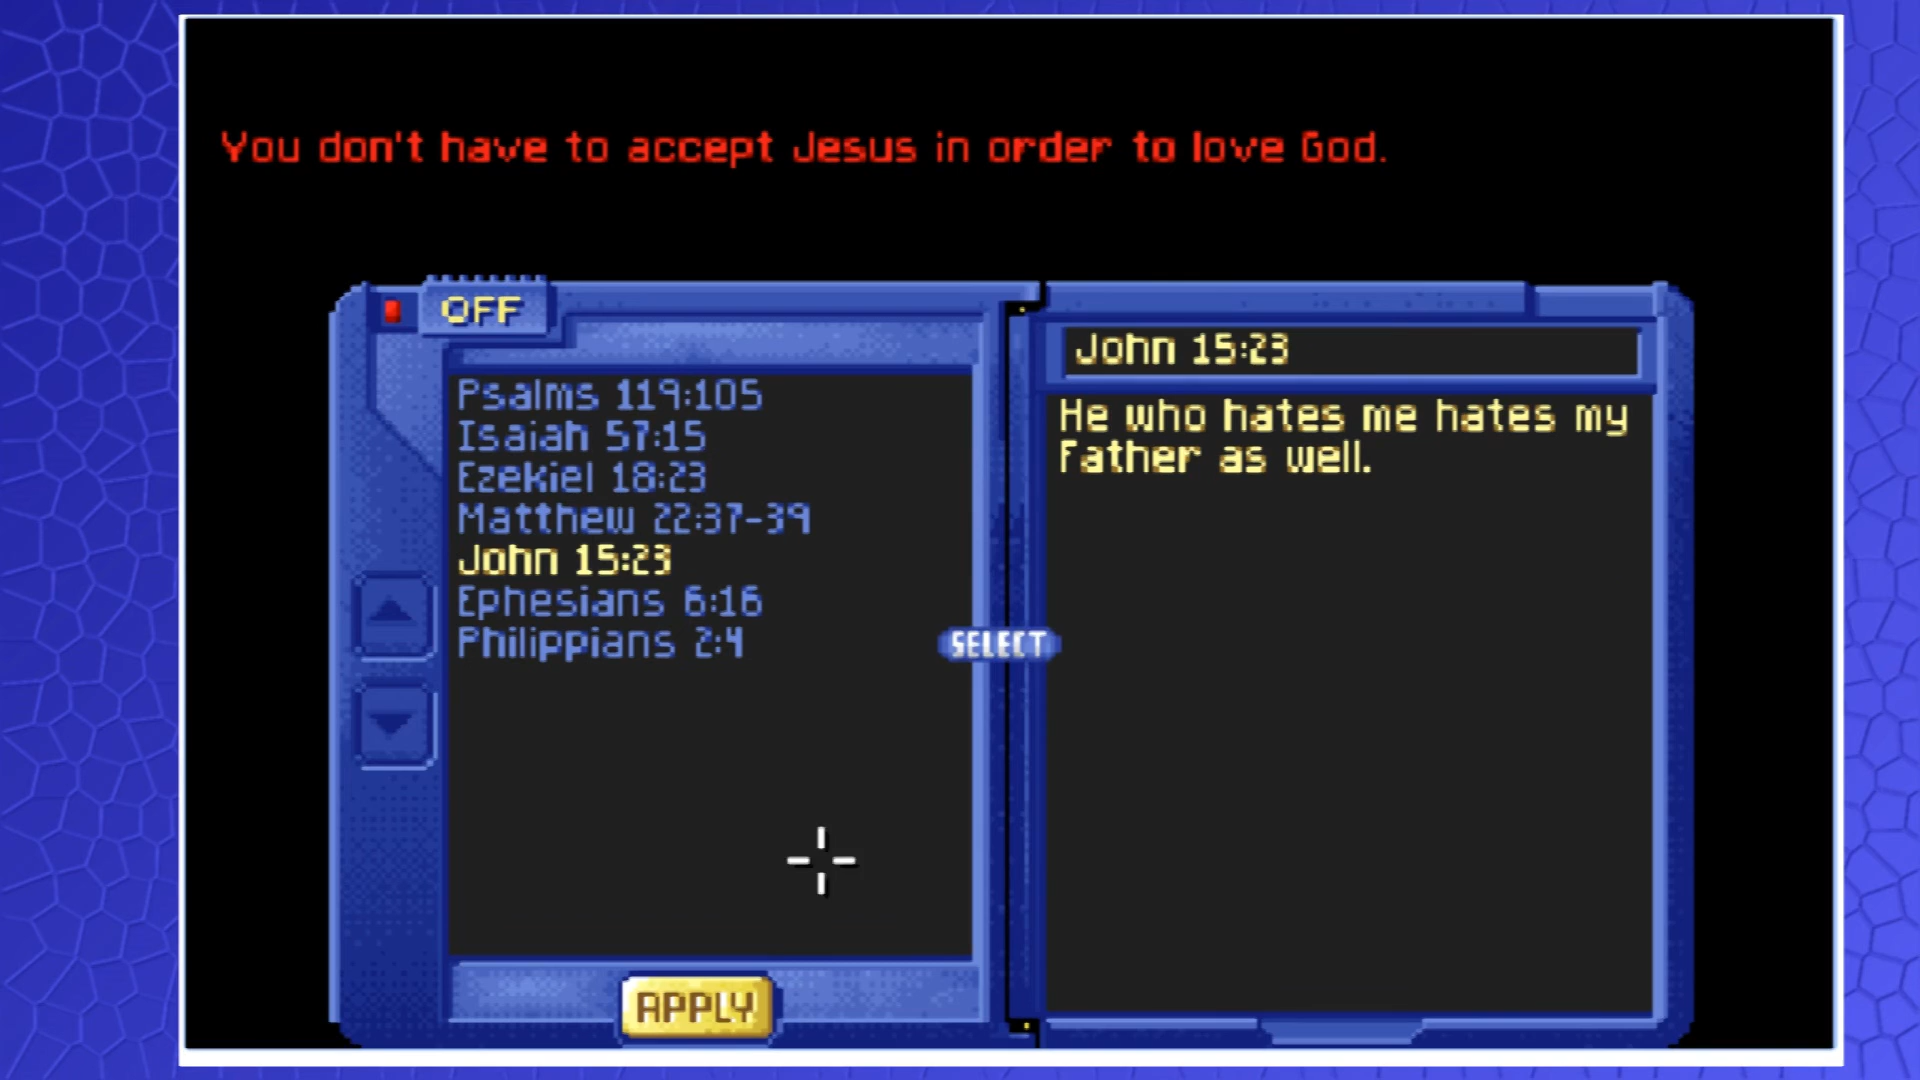 You don't have to accept Jesus in order to love God.
OFF
Psalms 119:105
Isaiah 57:15
Ezekiel 18:23
Matthew 22:37-39
John 15:23
Ephesians 6:16
Philippians 2:4
SELECT
APPLY
John 15:23
He who hates me hates my
Father as well.